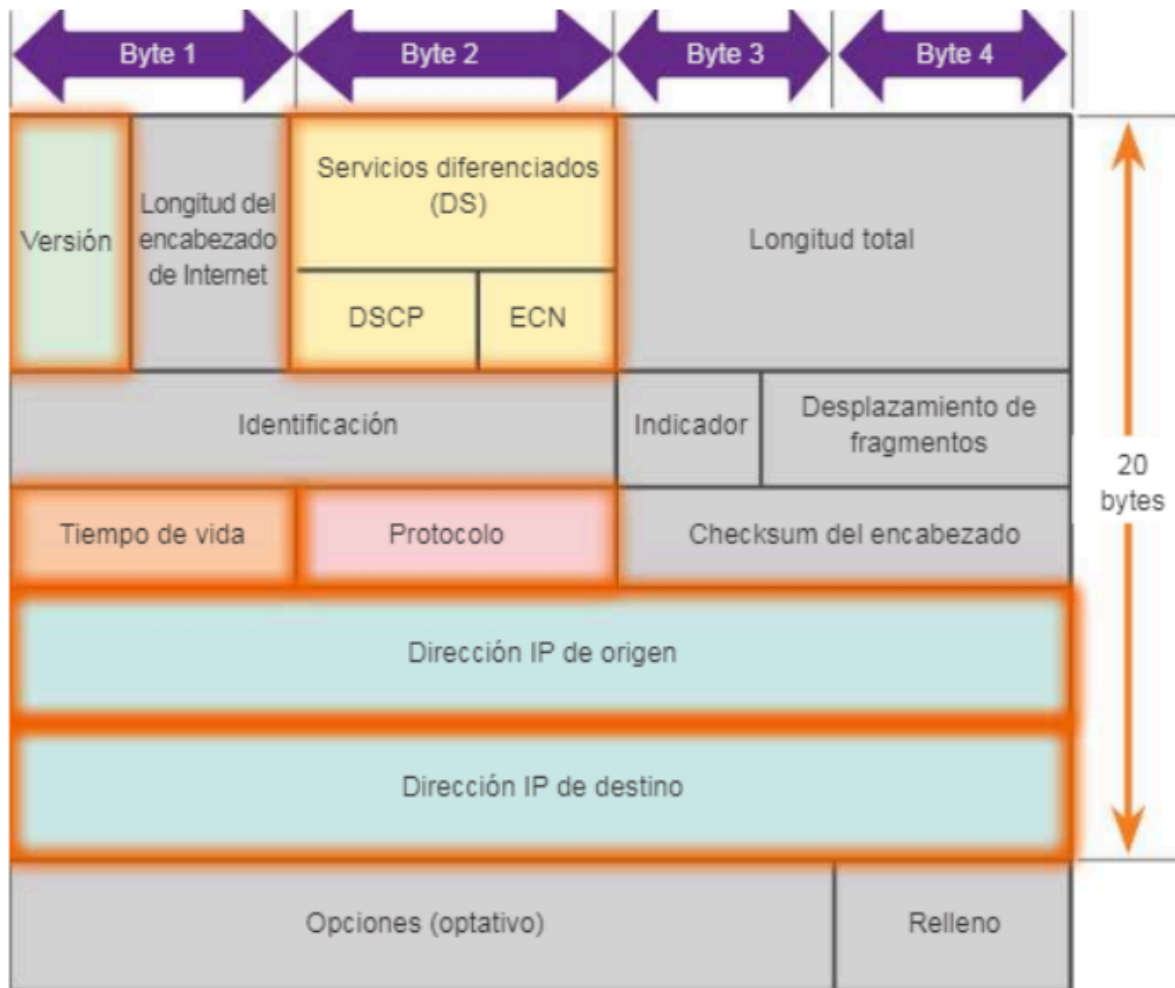 Byte 1
Byte 2
Byte 3
Byte 4
Versión
Longitud del
encabezado
de Internet
Servicios diferenciados
(DS)
DSCP
ECN
Longitud total
Identificación
Indicador
Desplazamiento de
fragmentos
20
bytes
Tiempo de vida
Protocolo
Checksum del encabezado
Dirección IP de origen
Dirección IP de destino
Opciones (optativo)
Relleno